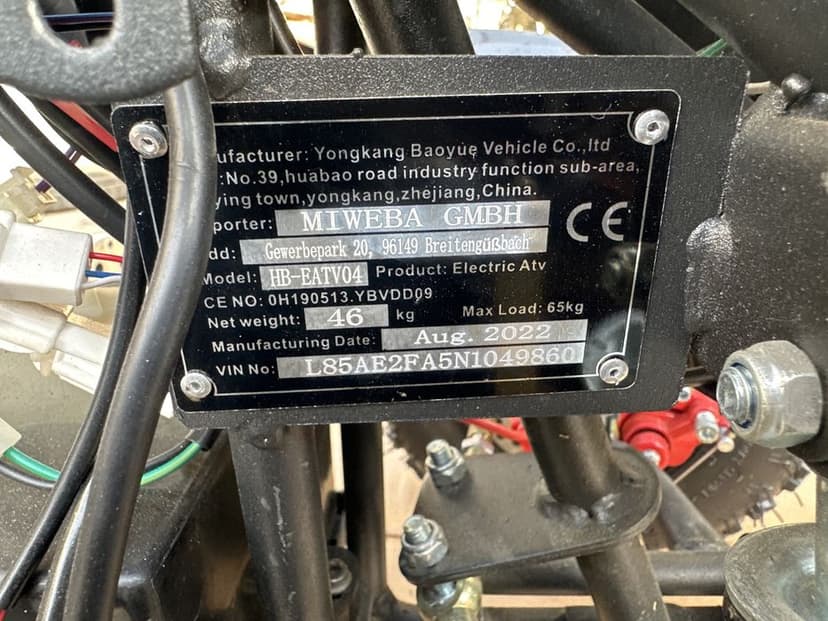 ufacturer: Yongkang Baoyue Vehicle Co.,ltd
No.39,huabao road industry function sub-area,
ying town,yongkang,zhejiang,China.
porter: MIWEBA GMBH
dd: Gewerbepark 20, 96149 Breitengüßbach
Model: HB-EATV04 Product: Electric Atv
CE NO: 0H190513.YBVDD09
Net weight: 46 kg Max Load: 65kg
Manufacturing Date: Aug. 2022
VIN No: L85AE2FA5N1049860
CE